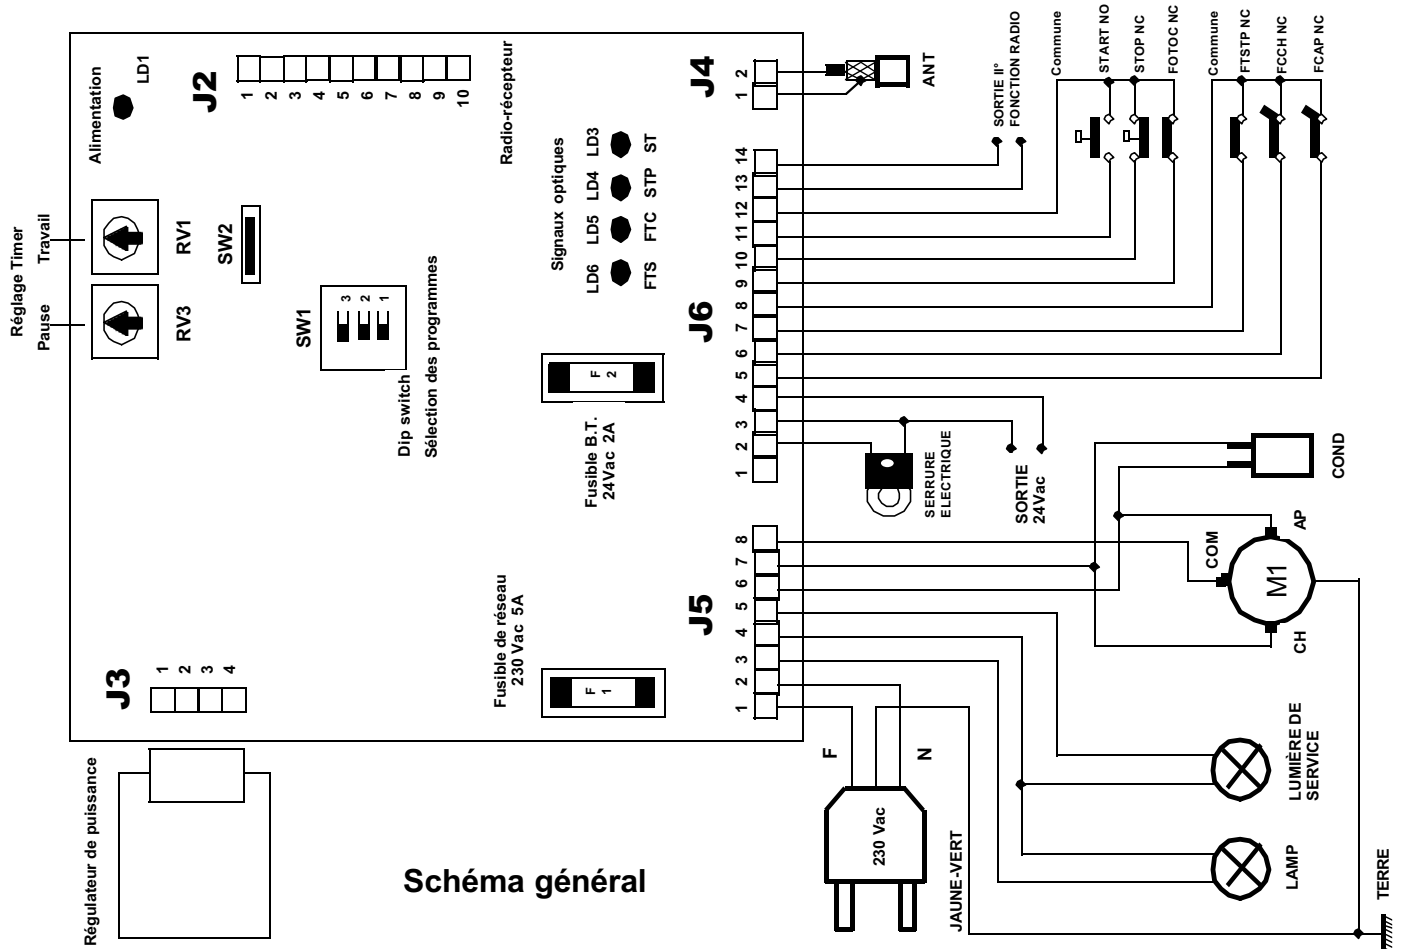 Réglage Timer
Pause
Travail
Alimentation
LD1
RV3
RV1
SW2
J2
1
2
3
4
5
6
7
8
9
10
Radio-récepteur
SW1
3
2
1
Dip switch
Sélection des programmes
Signaux optiques
LD6
LD5
LD4
LD3
FTS
FTC
STP
ST
F
2
Fusible B.T.
24Vac 2A
F
1
Fusible de réseau
230 Vac 5A
J3
1
2
3
4
Régulateur de puissance
J4
1
2
ANT
J6
1
2
3
4
5
6
7
8
9
10
11
12
13
14
SORTIE II°
FONCTION RADIO
Commune
START NO
STOP NC
FOTOC NC
Commune
FTSTP NC
FCCH NC
FCAP NC
SERRURE
ELECTRIQUE
SORTIE
24Vac
J5
1
2
3
4
5
6
7
8
COND
COM
AP
M1
CH
F
N
230 Vac
JAUNE-VERT
LUMIÈRE DE
SERVICE
LAMP
TERRE
Schéma général